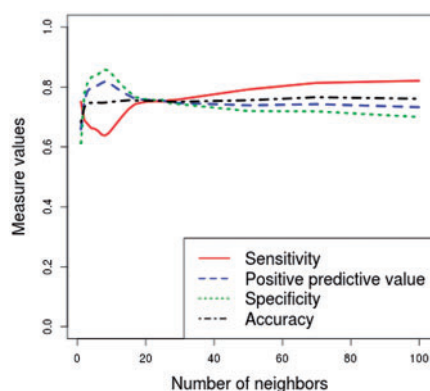 Measure values
1.0
0.8
0.6
0.4
0.2
0.0
Sensitivity
Positive predictive value
Specificity
Accuracy
0 20 40 60 80 100
Number of neighbors